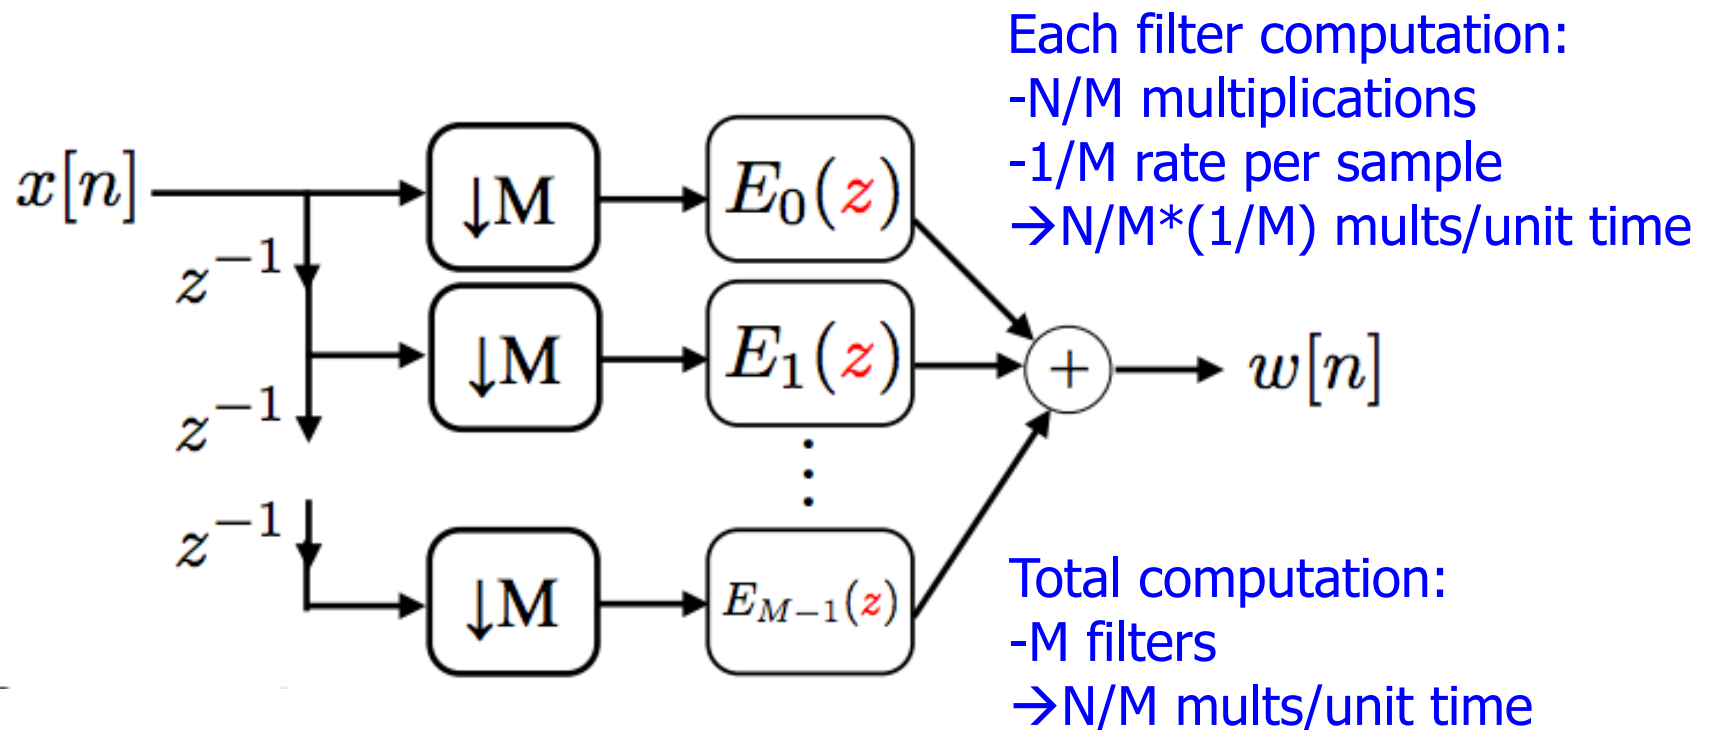 Each filter computation:
-N/M multiplications
-1/M rate per sample
→N/M*(1/M) mults/unit time
x[n]
↓M
E₀(z)
z⁻¹
↓M
E₁(z)
+
w[n]
z⁻¹
⋮
z⁻¹
↓M
E_{M−1}(z)
Total computation:
-M filters
→N/M mults/unit time